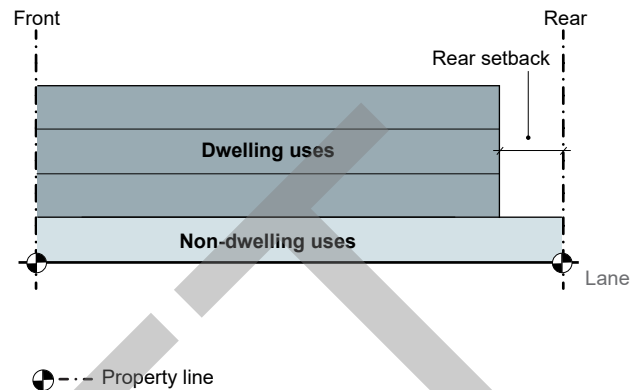 Front
Rear
Rear setback
Dwelling uses
Non-dwelling uses
Lane
Property line